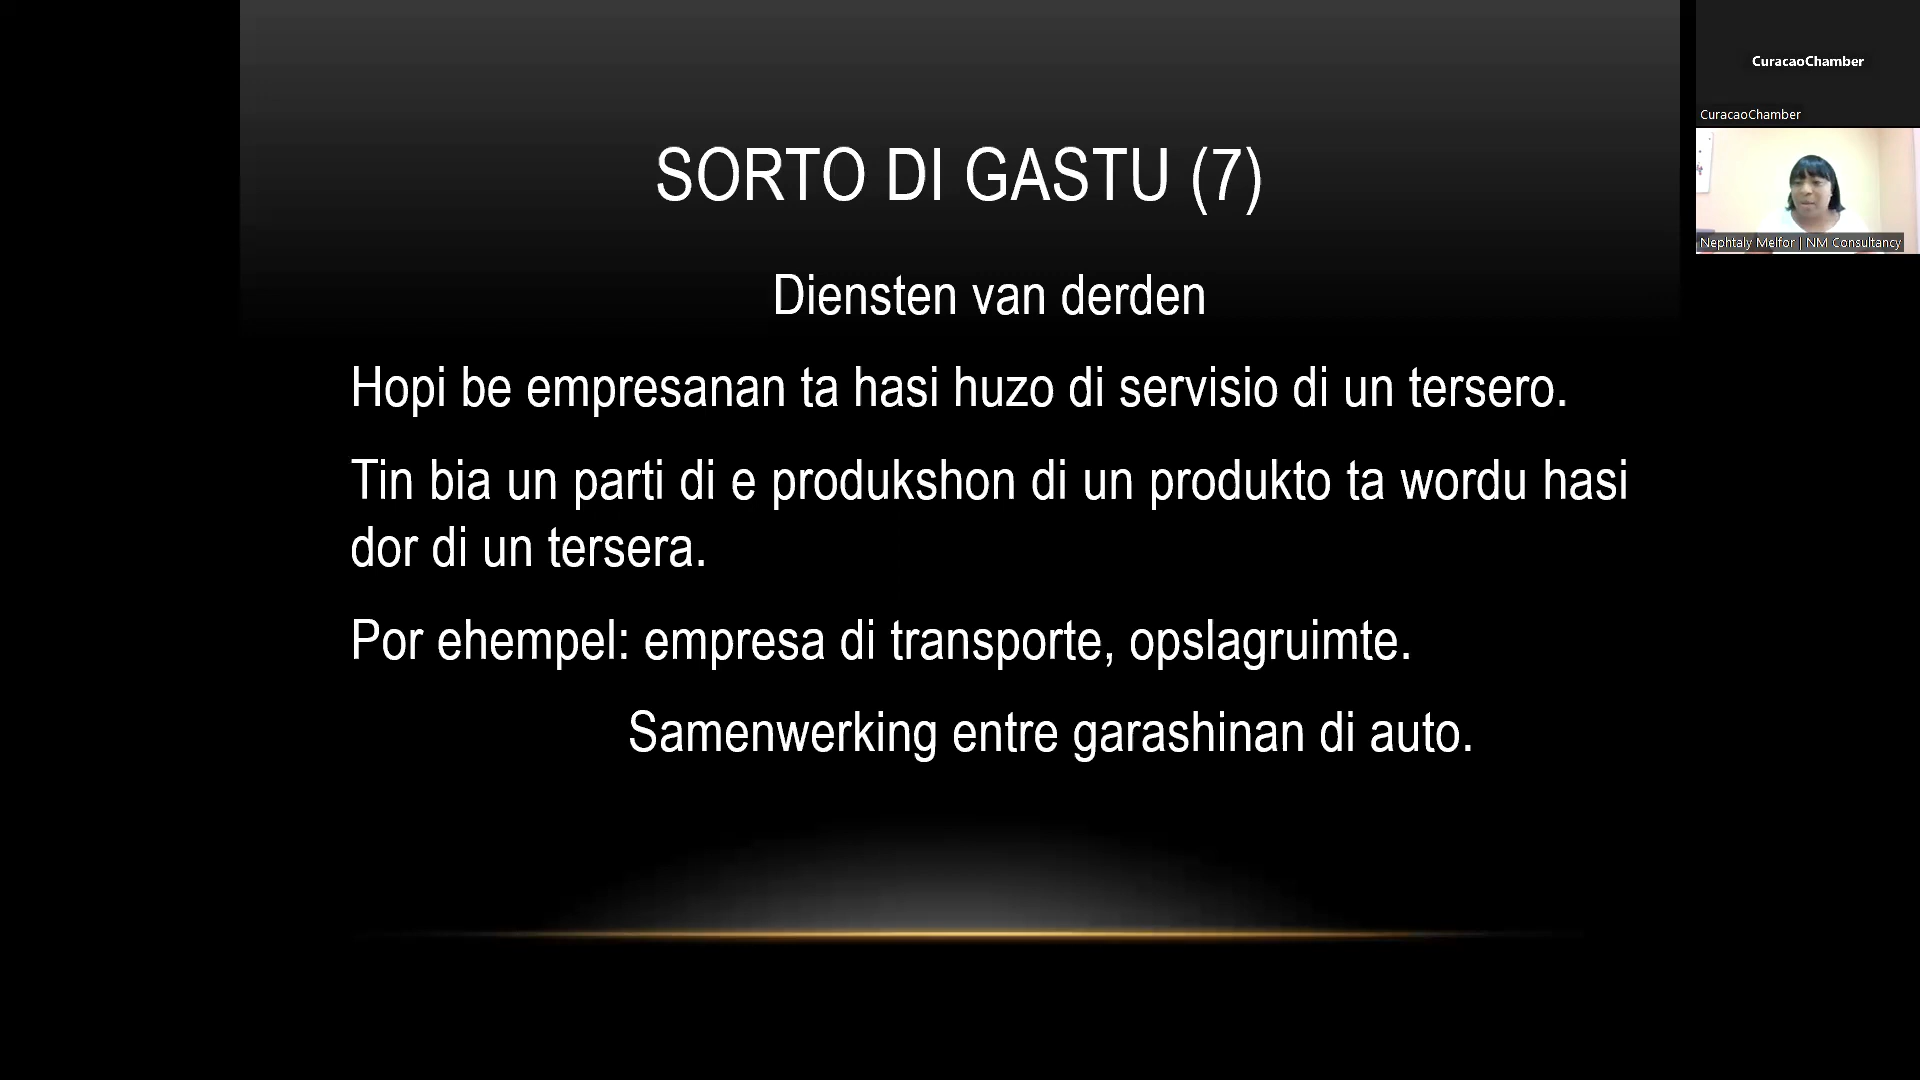 SORTO DI GASTU (7)
Diensten van derden
Hopi be empresanan ta hasi huzo di servisio di un tersero.
Tin bia un parti di e produkshon di un produkto ta wordu hasi
dor di un tersera.
Por ehempel: empresa di transporte, opslagruimte.
Samenwerking entre garashinan di auto.
CuracaoChamber
CuracaoChamber
Nephtaly Melfor | NM Consultancy